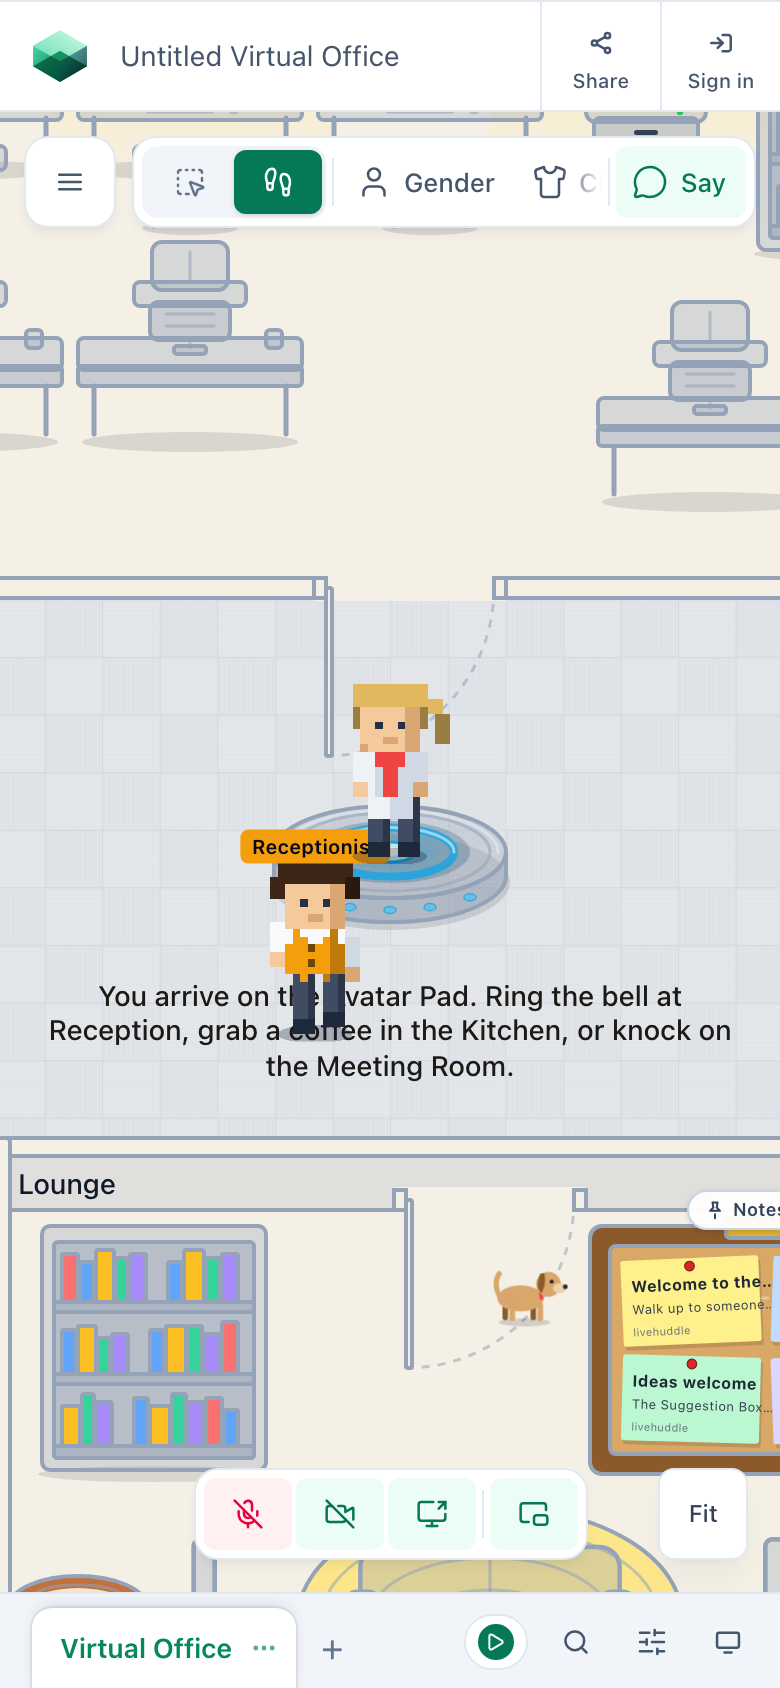 Untitled Virtual Office
Share
Sign in
Gender
Say
Receptionis
You arrive on the Avatar Pad. Ring the bell at
Reception, grab a coffee in the Kitchen, or knock on
the Meeting Room.
Lounge
Notes
Welcome to the...
Walk up to someone...
livehuddle
Ideas welcome
The Suggestion Box...
livehuddle
Fit
Virtual Office